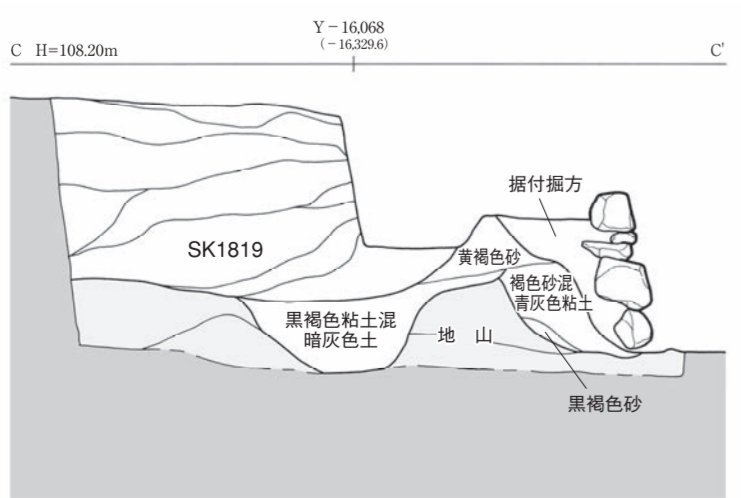 Y－16,068
(－16,329.6)
C H=108.20m
C'
据付掘方
SK1819
黄褐色砂
褐色砂混
青灰色粘土
黒褐色粘土混
暗灰色土
地 山
黒褐色砂